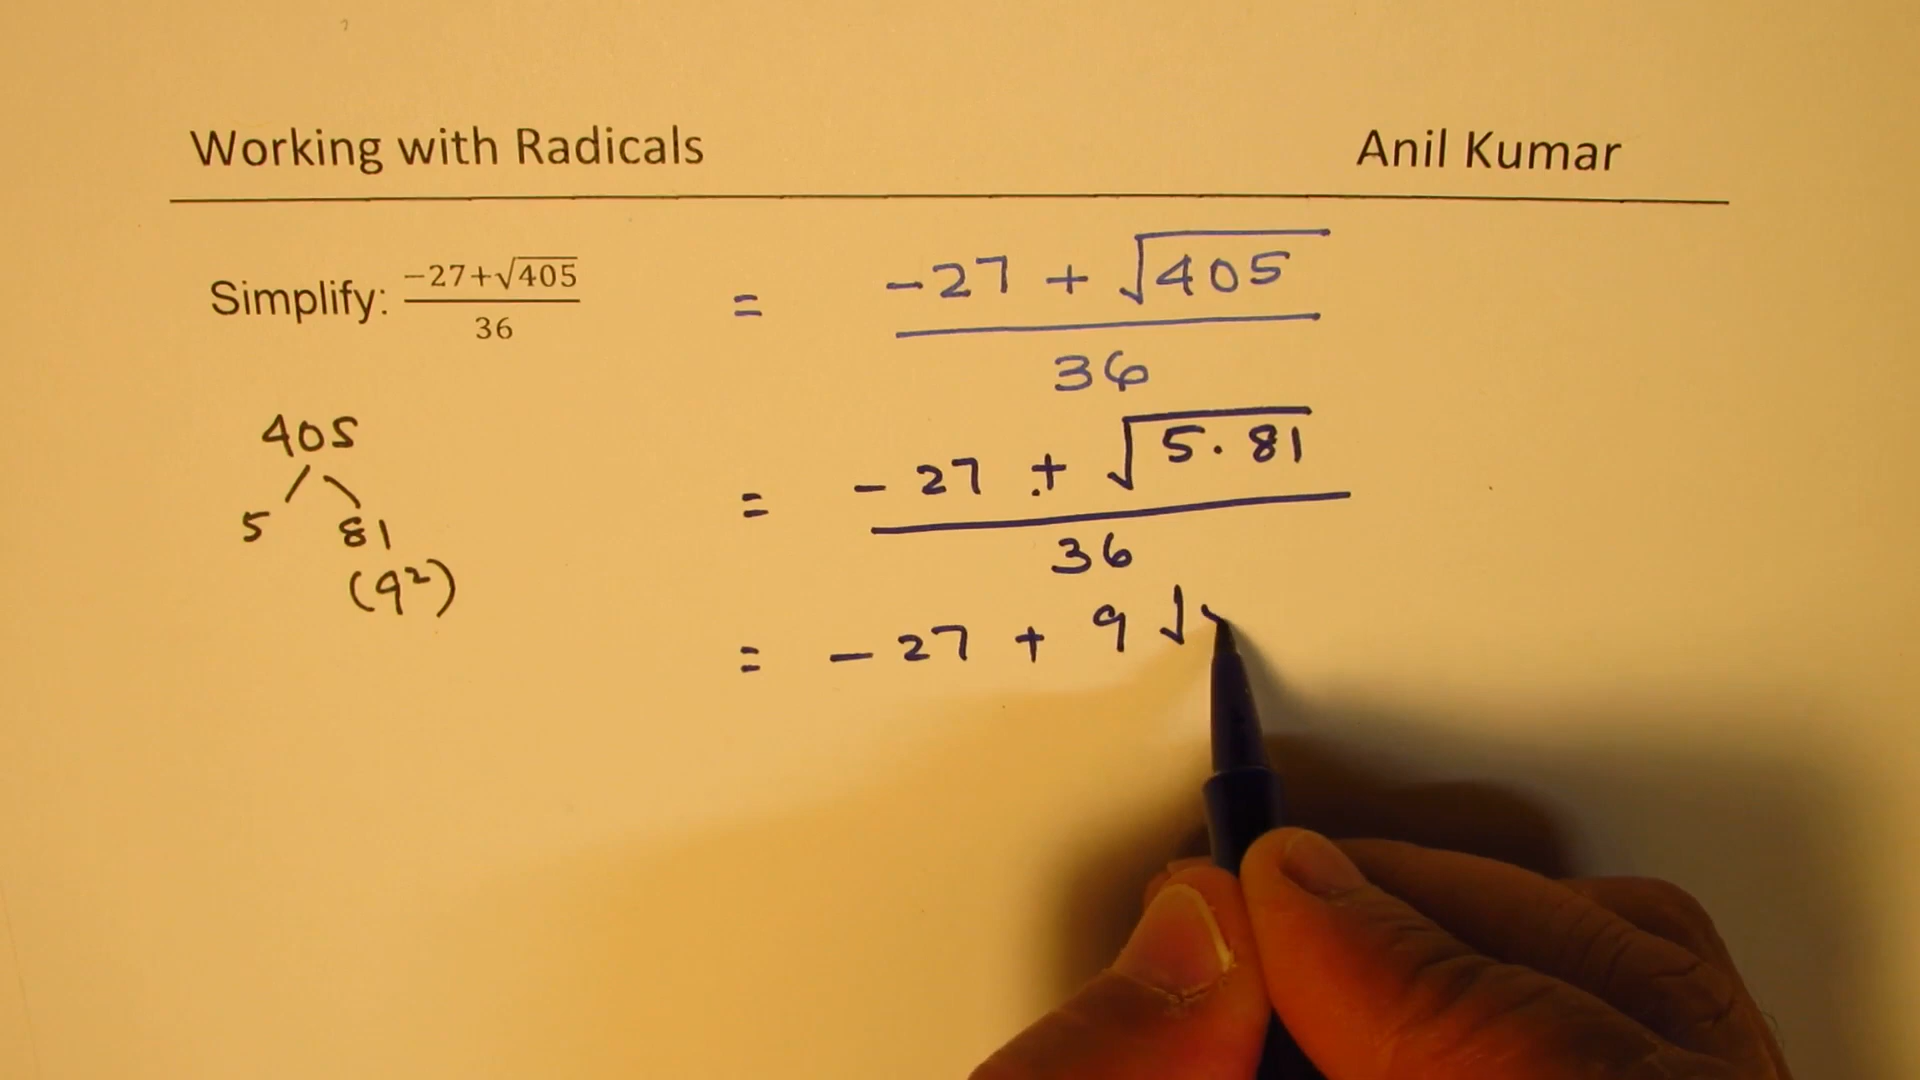 Working with Radicals Anil Kumar
Simplify: (−27+√405)/36 = (-27 + √405)/36
405
5 81
(9²)
= (-27 + √5·81)/36
= -27 + 9√